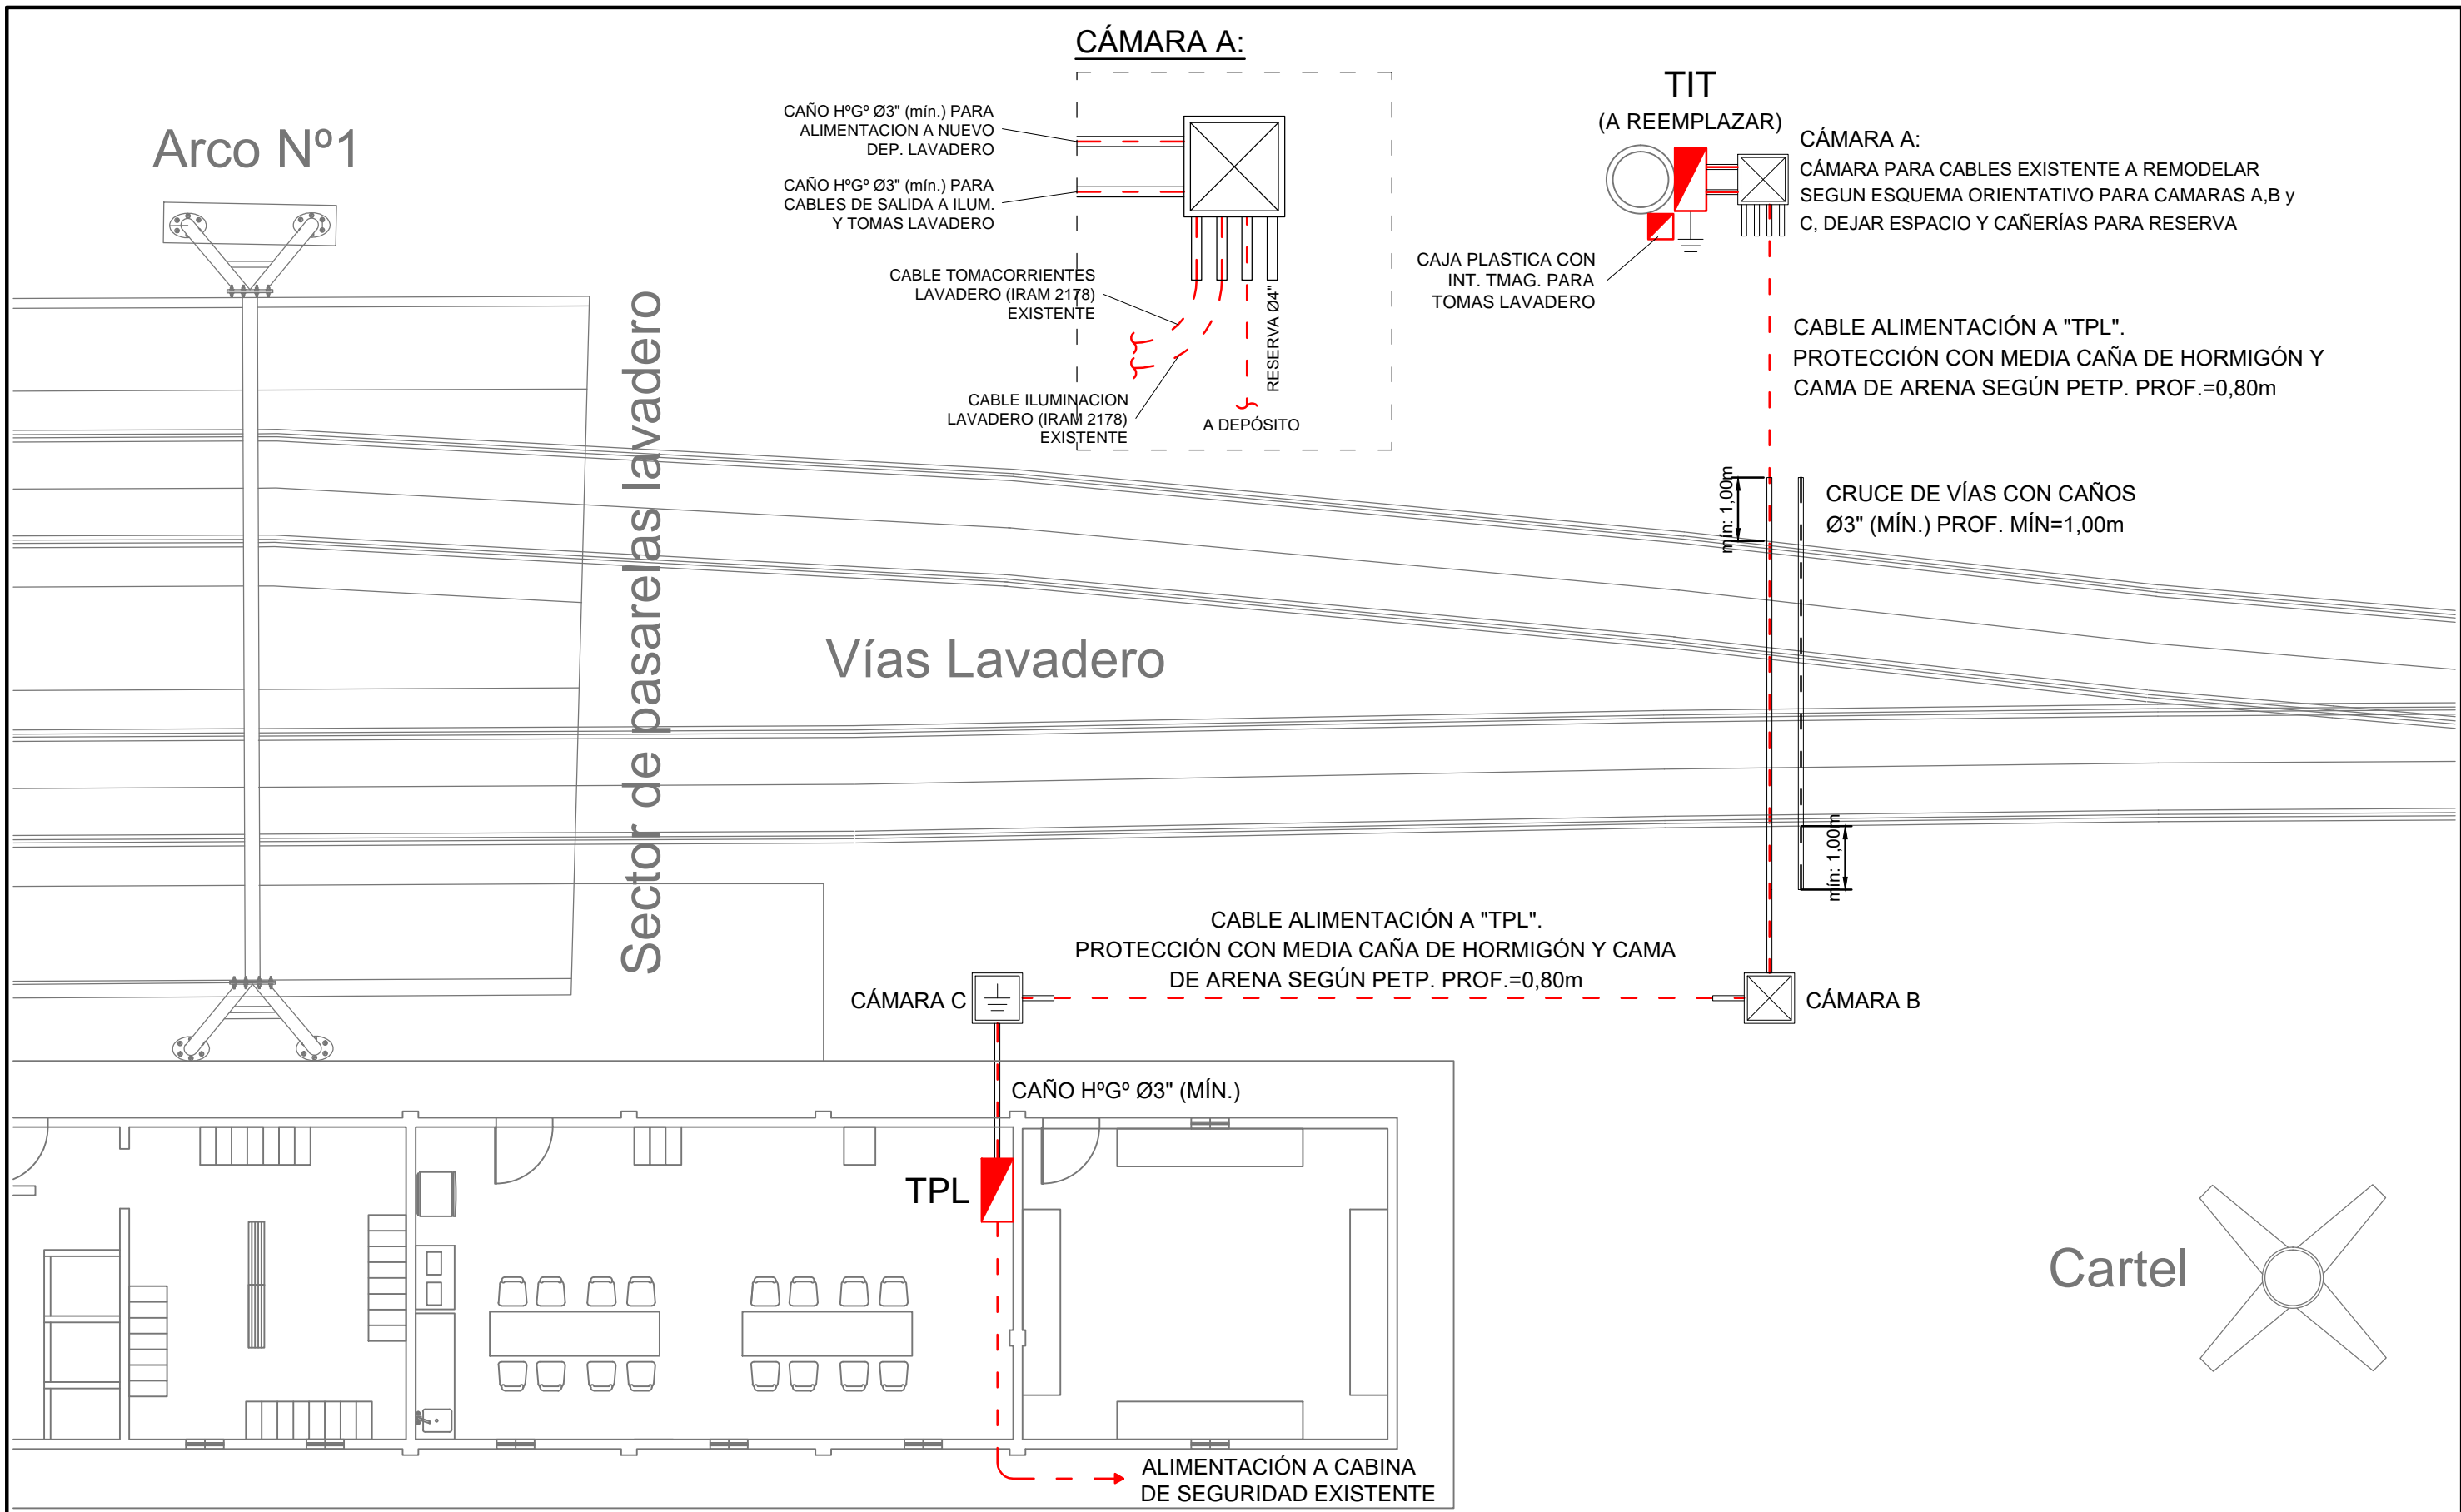 CÁMARA A:
CAÑO HºGº Ø3" (mín.) PARA
ALIMENTACION A NUEVO
DEP. LAVADERO
CAÑO HºGº Ø3" (mín.) PARA
CABLES DE SALIDA A ILUM.
Y TOMAS LAVADERO
CABLE TOMACORRIENTES
LAVADERO (IRAM 2178)
EXISTENTE
CABLE ILUMINACION
LAVADERO (IRAM 2178)
EXISTENTE
A DEPÓSITO
RESERVA Ø4"
TIT
(A REEMPLAZAR)
CÁMARA A:
CÁMARA PARA CABLES EXISTENTE A REMODELAR
SEGUN ESQUEMA ORIENTATIVO PARA CAMARAS A,B y
C, DEJAR ESPACIO Y CAÑERÍAS PARA RESERVA
CAJA PLASTICA CON
INT. TMAG. PARA
TOMAS LAVADERO
CABLE ALIMENTACIÓN A "TPL".
PROTECCIÓN CON MEDIA CAÑA DE HORMIGÓN Y
CAMA DE ARENA SEGÚN PETP. PROF.=0,80m
Arco Nº1
Sector de pasarelas lavadero
Vías Lavadero
mín: 1,00m
CRUCE DE VÍAS CON CAÑOS
Ø3" (MÍN.) PROF. MÍN=1,00m
mín: 1,00m
CABLE ALIMENTACIÓN A "TPL".
PROTECCIÓN CON MEDIA CAÑA DE HORMIGÓN Y CAMA
DE ARENA SEGÚN PETP. PROF.=0,80m
CÁMARA C
CÁMARA B
CAÑO HºGº Ø3" (MÍN.)
TPL
Cartel
ALIMENTACIÓN A CABINA
DE SEGURIDAD EXISTENTE